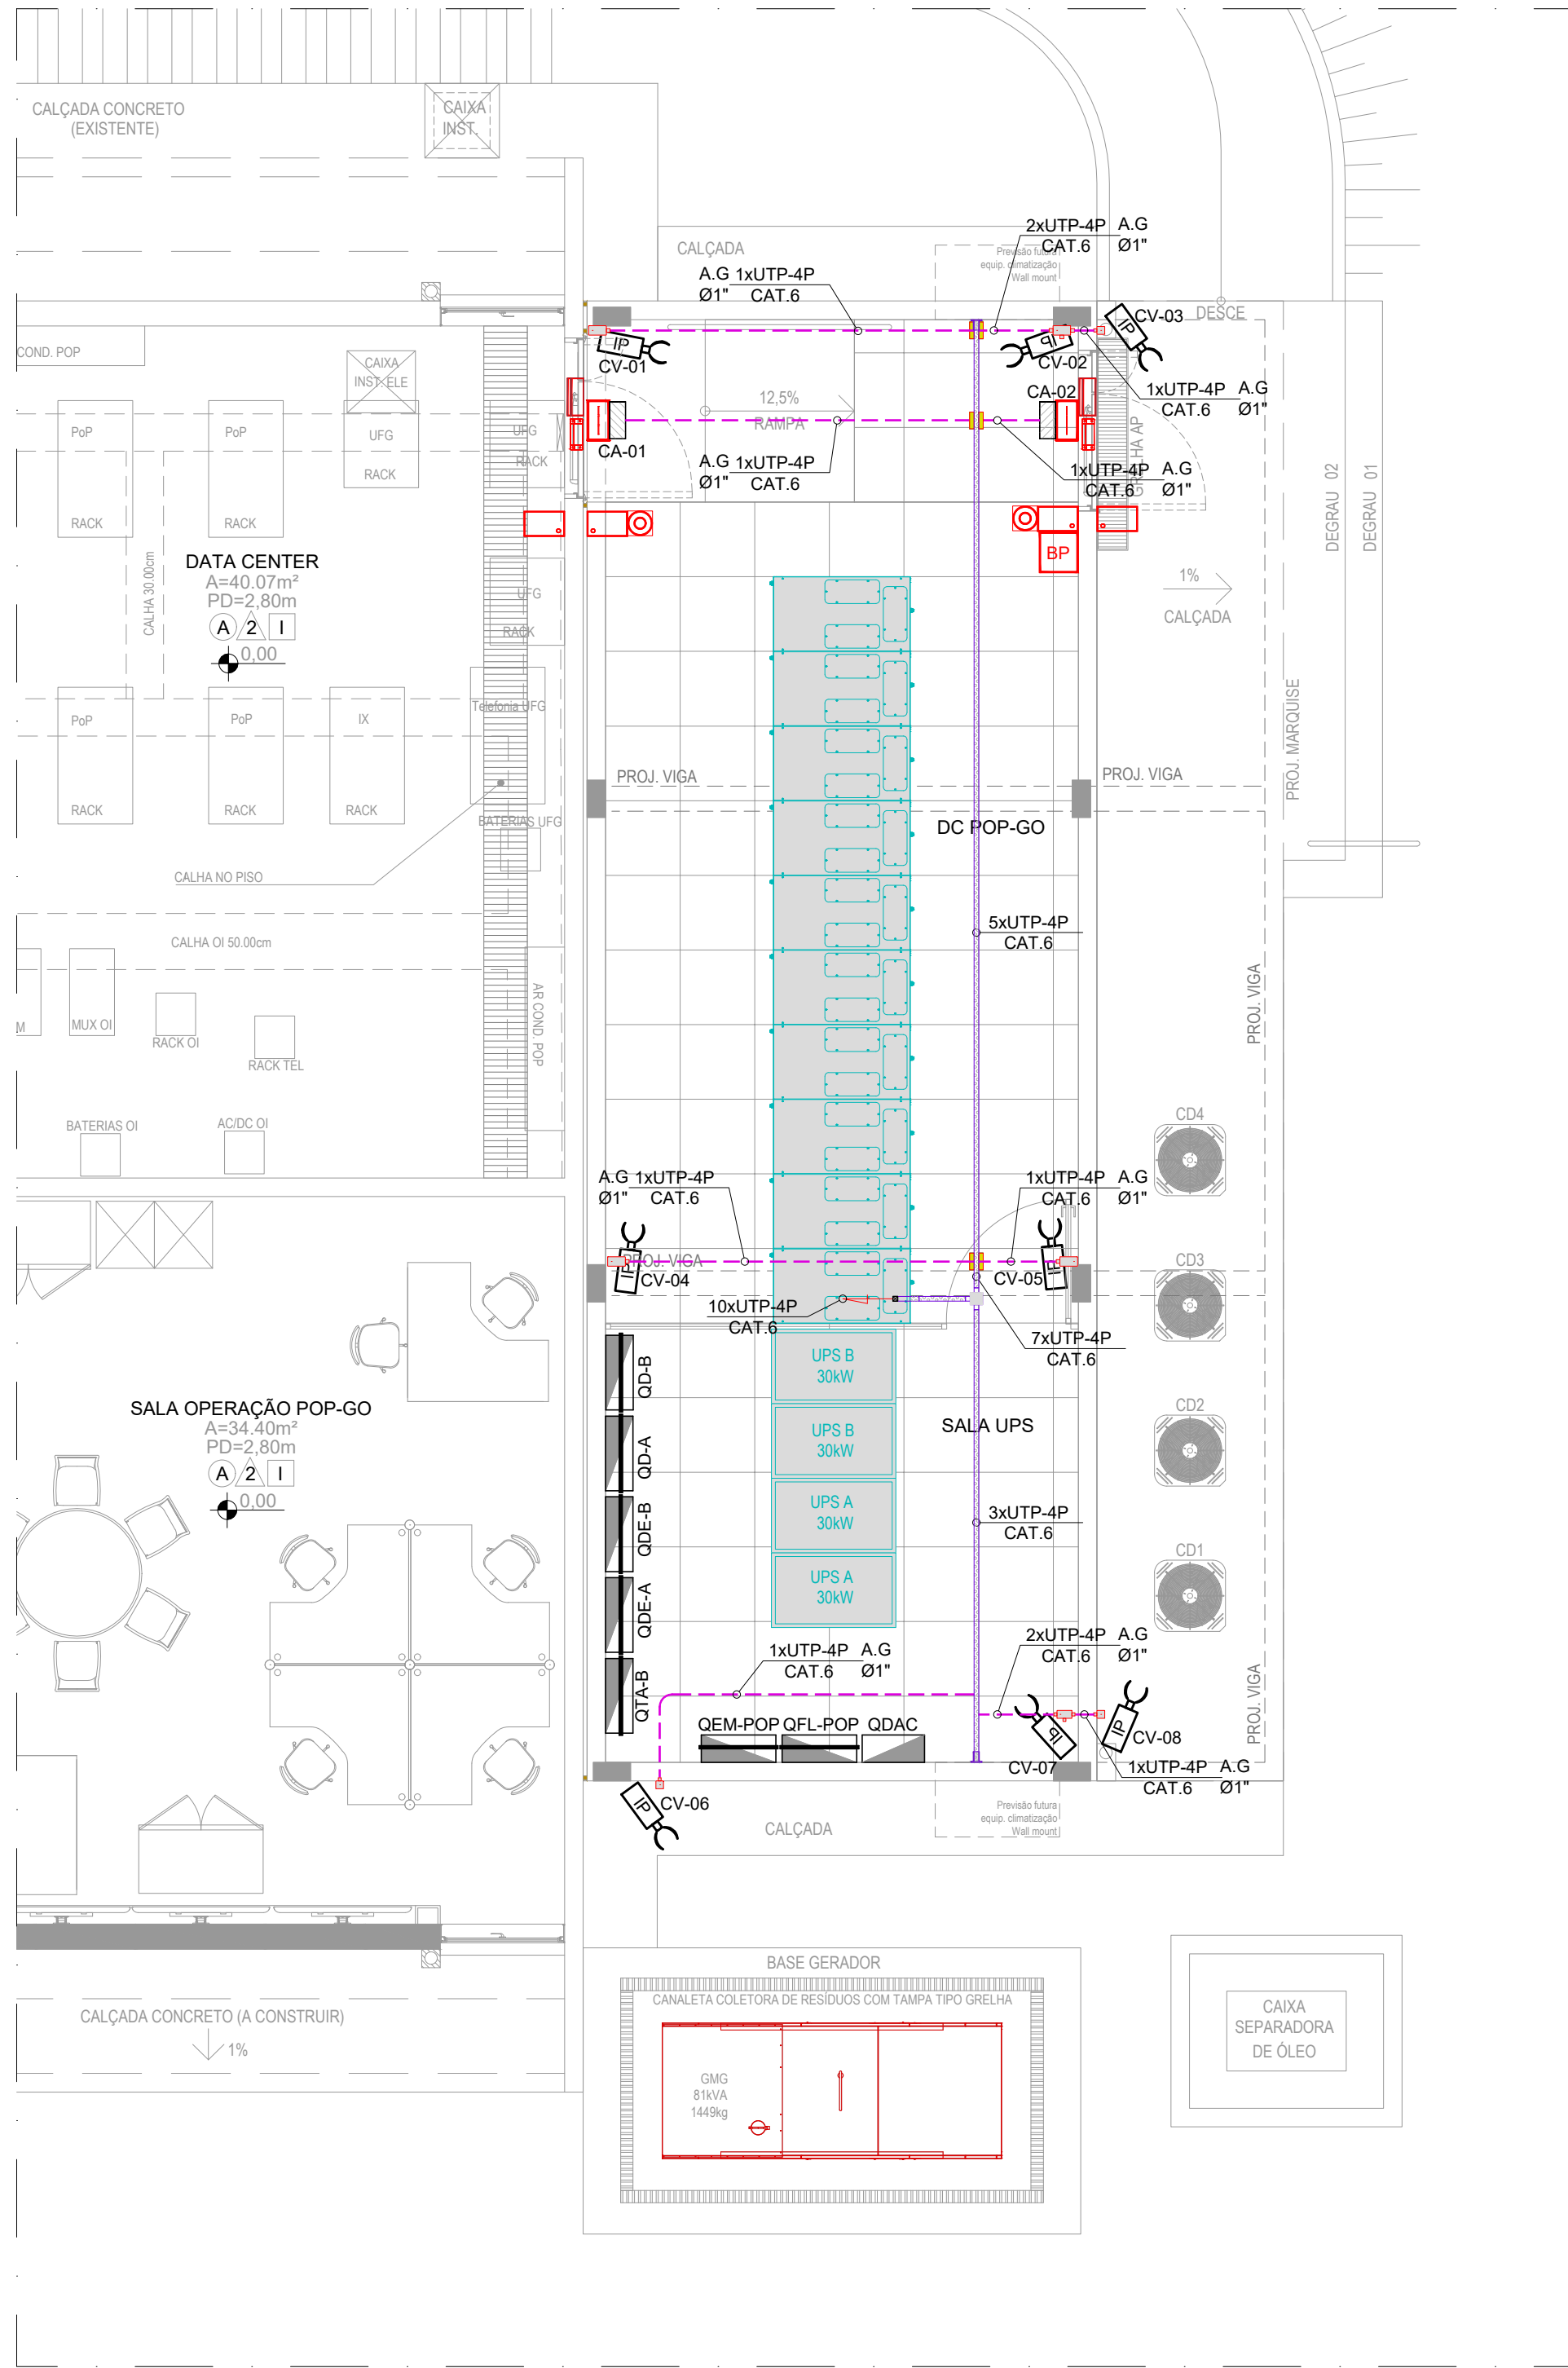 CALÇADA CONCRETO
(EXISTENTE)
CAIXA
INST.
CALÇADA
2xUTP-4P A.G
CAT.6 Ø1"
Previsão futura
equip. climatização
Wall mount
A.G 1xUTP-4P
Ø1" CAT.6
IP
CV-01
IP
CV-02
IP
CV-03
DESCE
COND. POP
CAIXA
INST. ELE
12,5%
RAMPA
CA-01
CA-02
1xUTP-4P A.G
CAT.6 Ø1"
A.G 1xUTP-4P
Ø1" CAT.6
1xUTP-4P A.G
CAT.6 Ø1"
GRELHA AP
DEGRAU 02
DEGRAU 01
PoP
RACK
PoP
RACK
UFG
RACK
UFG
RACK
BP
DATA CENTER
A=40.07m²
PD=2,80m
A 2 I
0,00
CALHA 30.00cm
UFG
RACK
1%
CALÇADA
PoP
RACK
PoP
RACK
IX
RACK
Telefonia UFG
BATERIAS UFG
PROJ. VIGA
PROJ. VIGA
PROJ. MARQUISE
DC POP-GO
CALHA NO PISO
CALHA OI 50.00cm
5xUTP-4P
CAT.6
M
MUX OI
RACK OI
RACK TEL
AR COND. POP
PROJ. VIGA
BATERIAS OI
AC/DC OI
CD4
A.G 1xUTP-4P
Ø1" CAT.6
1xUTP-4P A.G
CAT.6 Ø1"
PROJ. VIGA
IP
CV-04
IP
CV-05
CD3
10xUTP-4P
CAT.6
7xUTP-4P
CAT.6
UPS B
30kW
QD-B
SALA OPERAÇÃO POP-GO
A=34.40m²
PD=2,80m
A 2 I
0,00
UPS B
30kW
QD-A
SALA UPS
CD2
UPS A
30kW
QDE-B
3xUTP-4P
CAT.6
UPS A
30kW
QDE-A
CD1
1xUTP-4P A.G
CAT.6 Ø1"
2xUTP-4P A.G
CAT.6 Ø1"
QTA-B
PROJ. VIGA
QEM-POP QFL-POP QDAC
IP
CV-07
IP
CV-08
1xUTP-4P A.G
CAT.6 Ø1"
IP
CV-06
CALÇADA
Previsão futura
equip. climatização
Wall mount
BASE GERADOR
CANALETA COLETORA DE RESÍDUOS COM TAMPA TIPO GRELHA
CALÇADA CONCRETO (A CONSTRUIR)
1%
GMG
81kVA
1449kg
CAIXA
SEPARADORA
DE ÓLEO